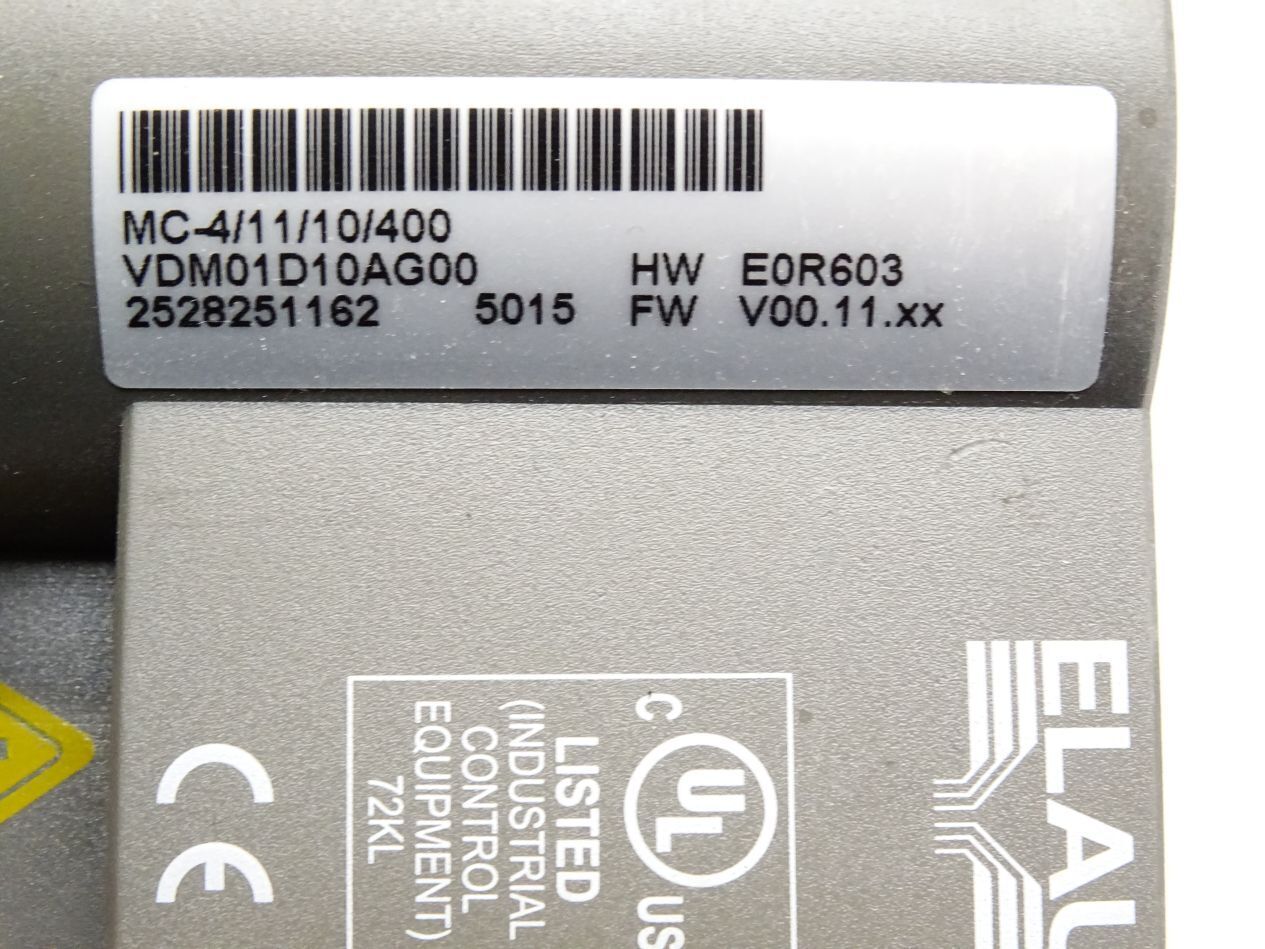 MC-4/11/10/400
VDM01D10AG00 HW E0R603
2528251162 5015 FW V00.11.xx
ELAU
C UL US
LISTED
(INDUSTRIAL
CONTROL
EQUIPMENT)
72KL
CE